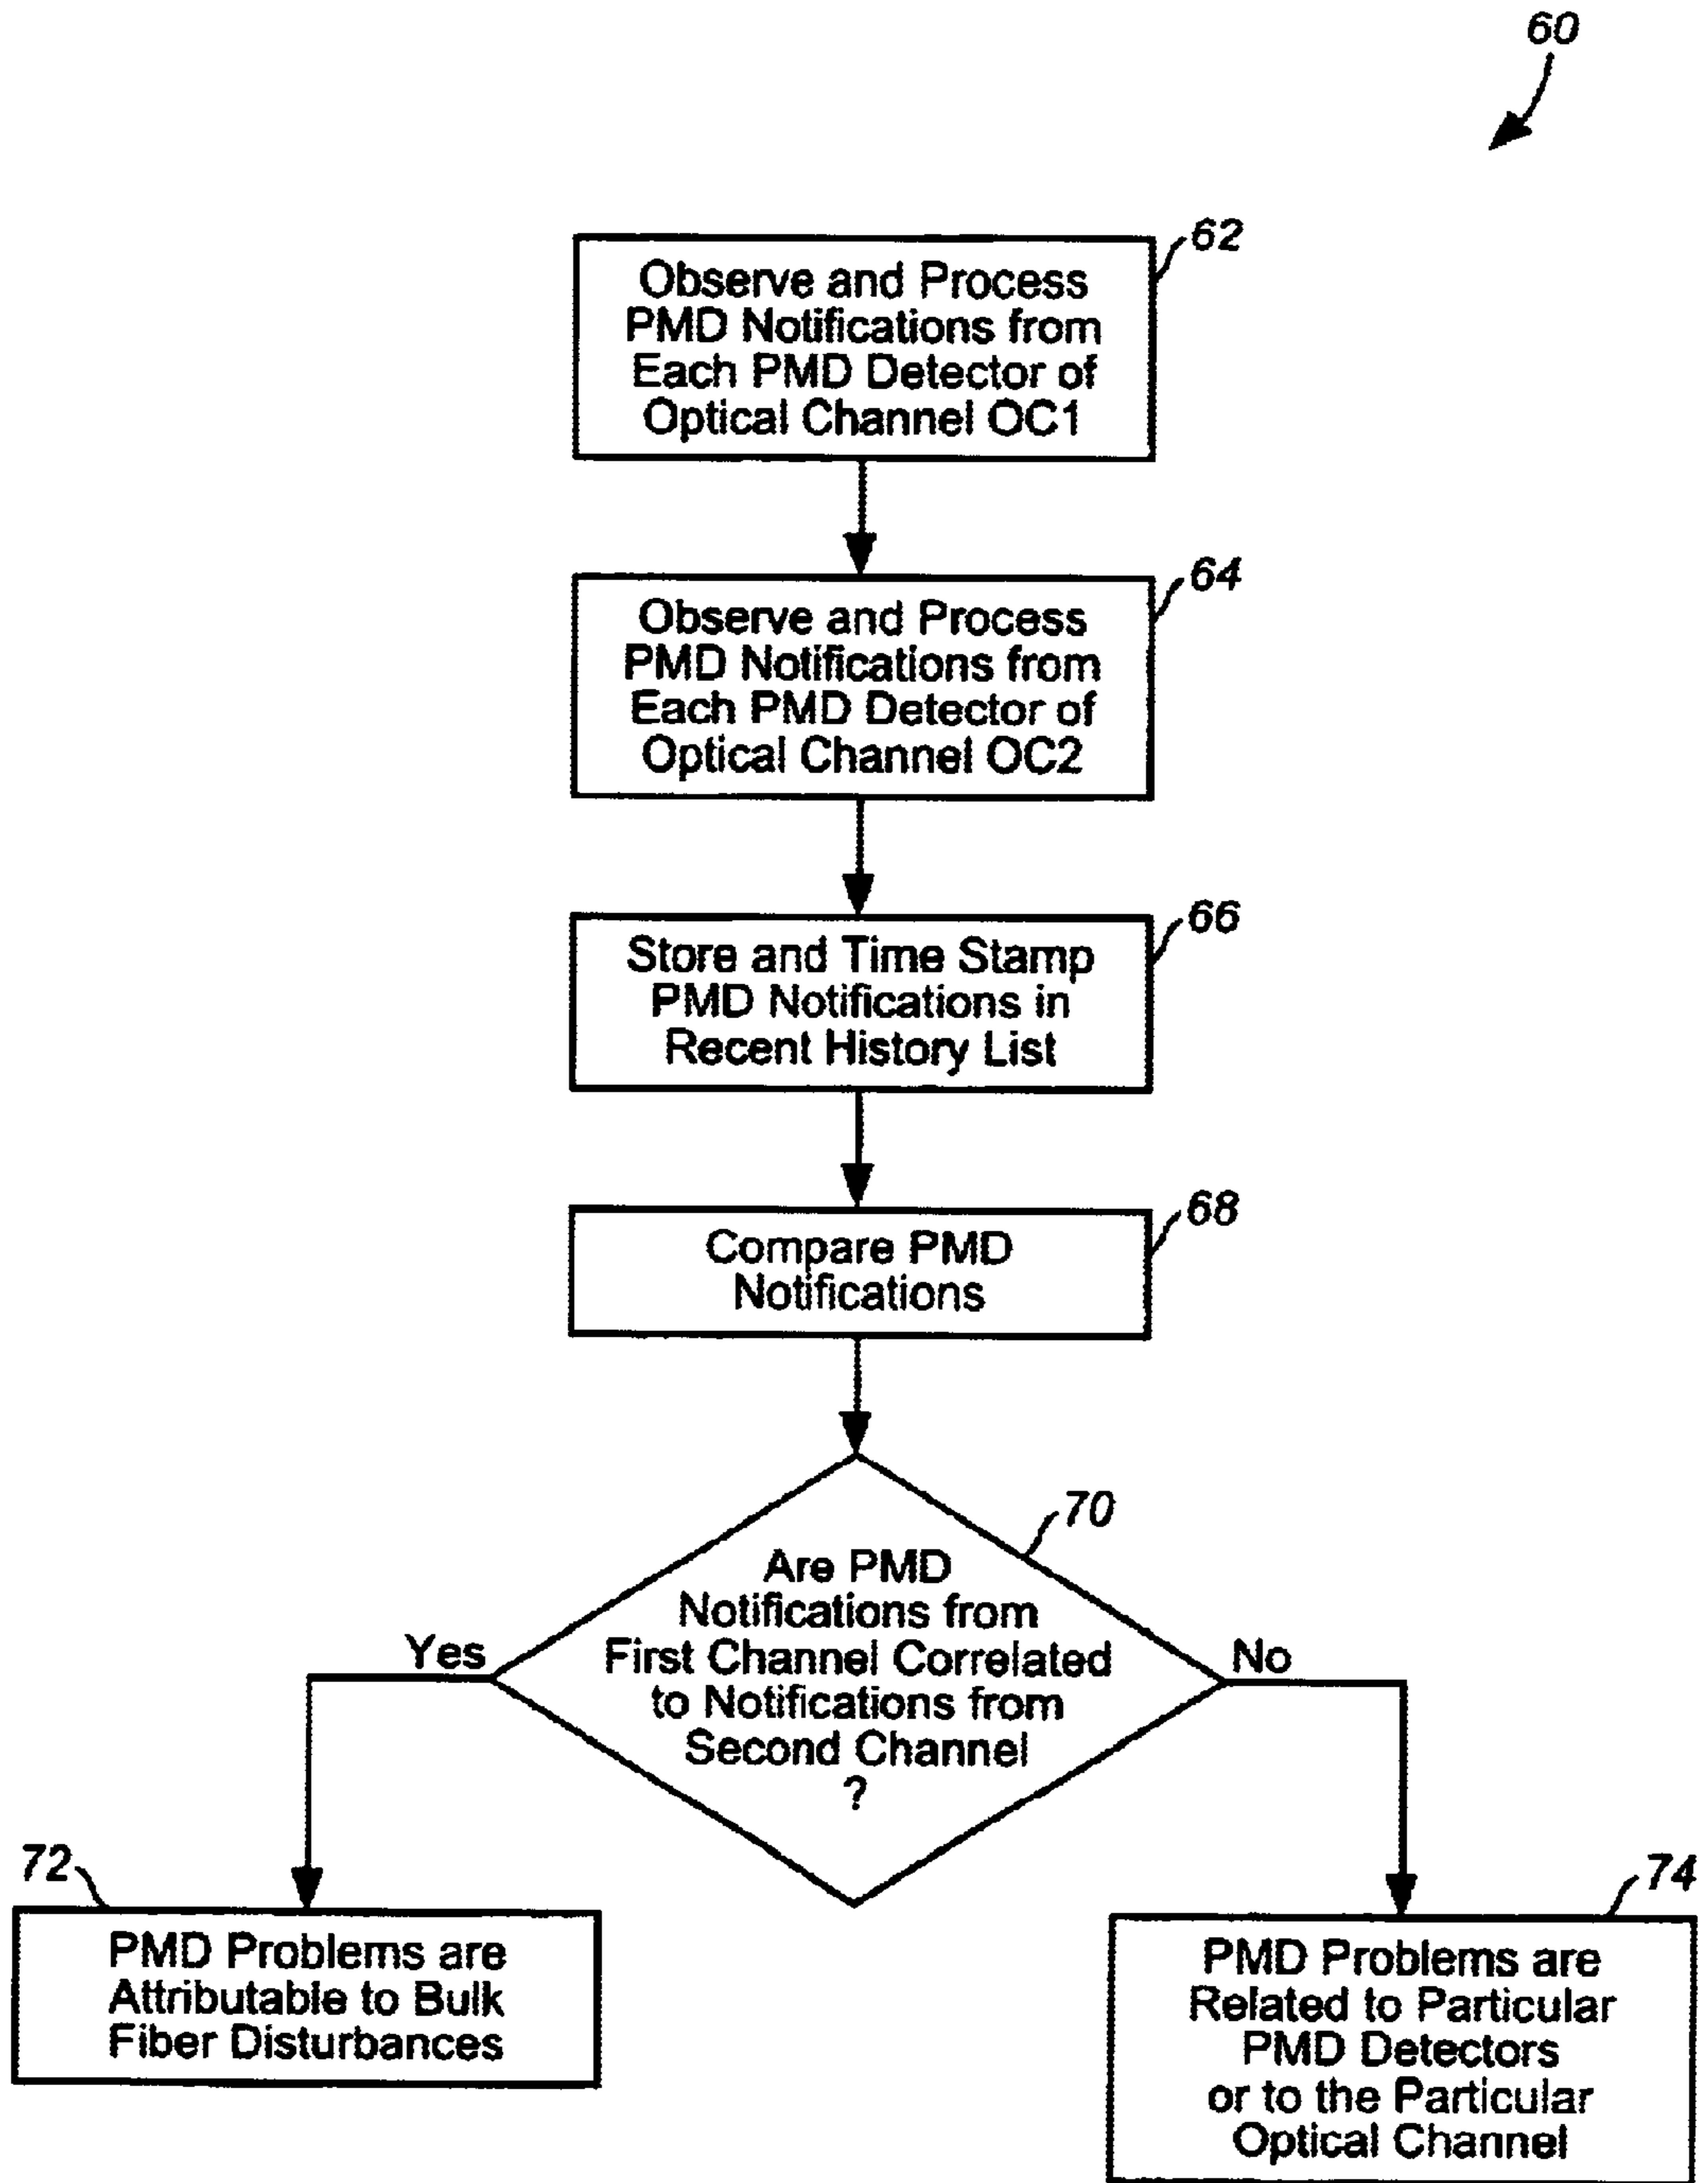 60
62
Observe and Process
PMD Notifications from
Each PMD Detector of
Optical Channel OC1
64
Observe and Process
PMD Notifications from
Each PMD Detector of
Optical Channel OC2
66
Store and Time Stamp
PMD Notifications in
Recent History List
68
Compare PMD
Notifications
70
Are PMD
Notifications from
First Channel Correlated
to Notifications from
Second Channel
?
Yes
No
72
PMD Problems are
Attributable to Bulk
Fiber Disturbances
74
PMD Problems are
Related to Particular
PMD Detectors
or to the Particular
Optical Channel